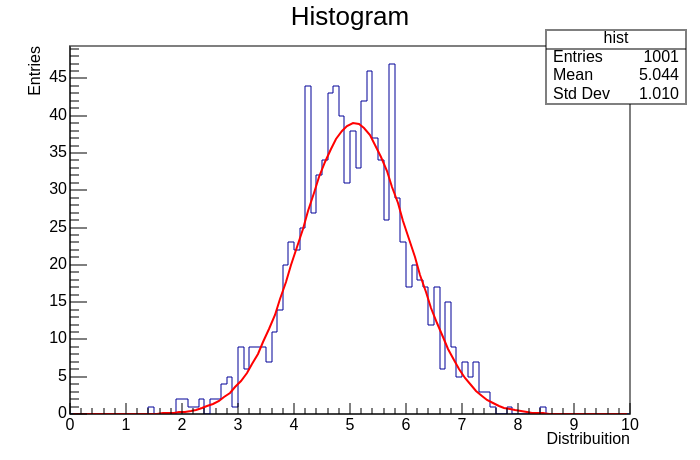 Histogram
hist
Entries 1001
Mean 5.044
Std Dev 1.010
Entries
45
40
35
30
25
20
15
10
5
0
0 1 2 3 4 5 6 7 8 9 10
Distribuition